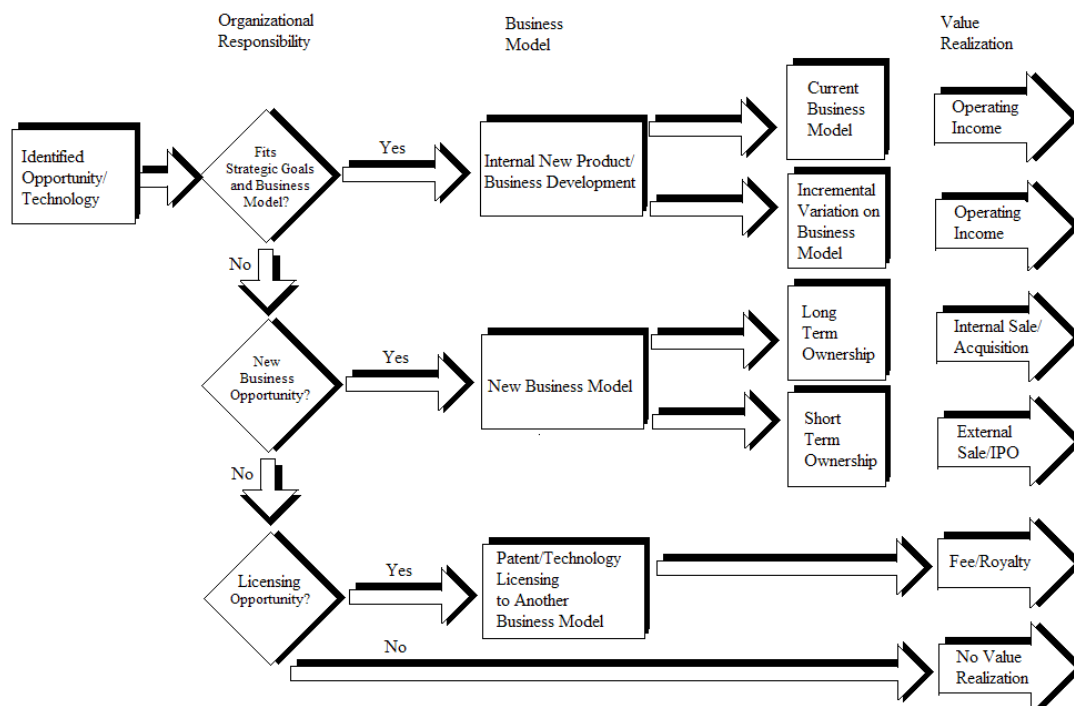 Organizational
Responsibility
Business
Model
Value
Realization
Identified
Opportunity/
Technology
Fits
Strategic Goals
and Business
Model?
Yes
Internal New Product/
Business Development
Current
Business
Model
Operating
Income
Incremental
Variation on
Business
Model
Operating
Income
No
New
Business
Opportunity?
Yes
New Business Model
Long
Term
Ownership
Internal Sale/
Acquisition
Short
Term
Ownership
External
Sale/IPO
No
Licensing
Opportunity?
Yes
Patent/Technology
Licensing
to Another
Business Model
Fee/Royalty
No
No Value
Realization